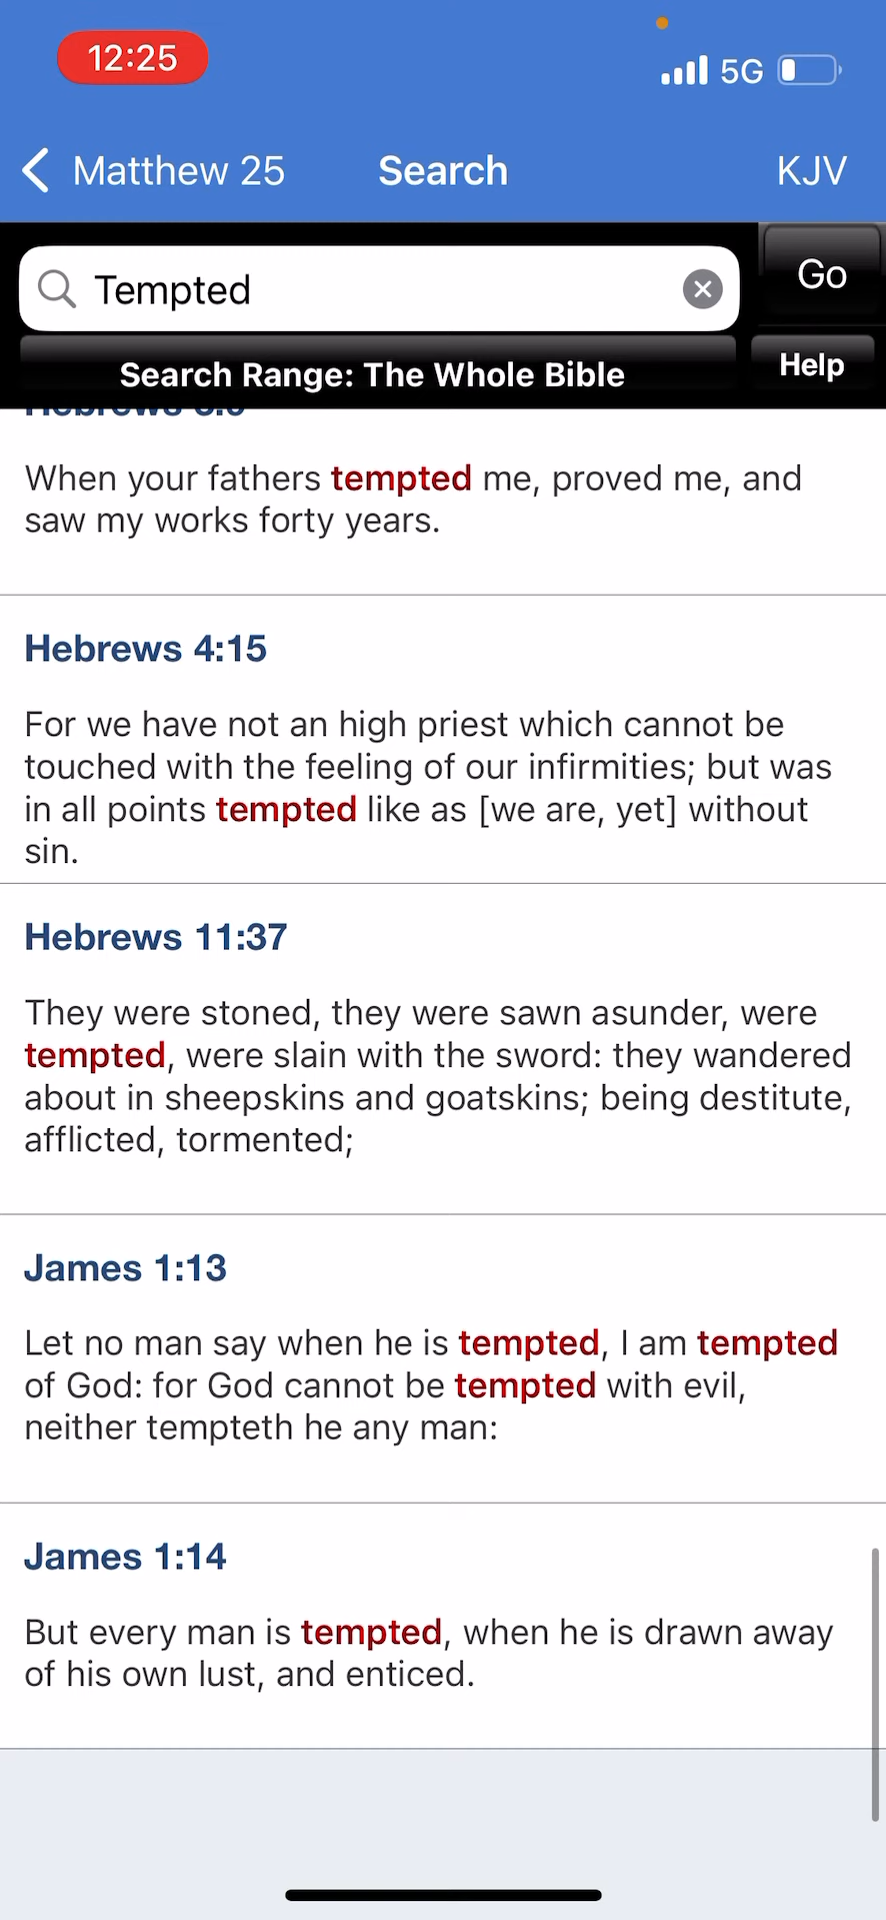 12:25
5G
Matthew 25
Search
KJV
Tempted
Go
Search Range: The Whole Bible
Help
When your fathers tempted me, proved me, and
saw my works forty years.
Hebrews 4:15
For we have not an high priest which cannot be
touched with the feeling of our infirmities; but was
in all points tempted like as [we are, yet] without
sin.
Hebrews 11:37
They were stoned, they were sawn asunder, were
tempted, were slain with the sword: they wandered
about in sheepskins and goatskins; being destitute,
afflicted, tormented;
James 1:13
Let no man say when he is tempted, I am tempted
of God: for God cannot be tempted with evil,
neither tempteth he any man:
James 1:14
But every man is tempted, when he is drawn away
of his own lust, and enticed.